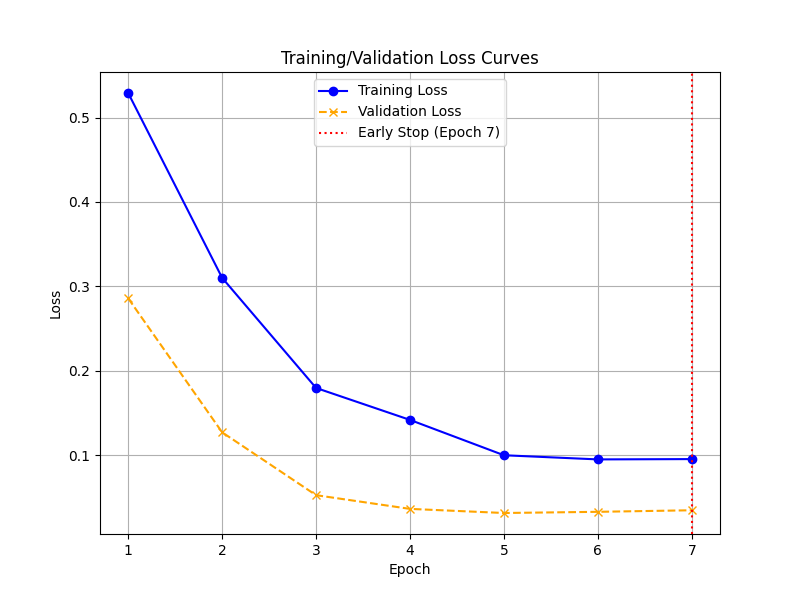 Training/Validation Loss Curves
Training Loss
Validation Loss
Early Stop (Epoch 7)
Loss
0.5
0.4
0.3
0.2
0.1
1 2 3 4 5 6 7
Epoch